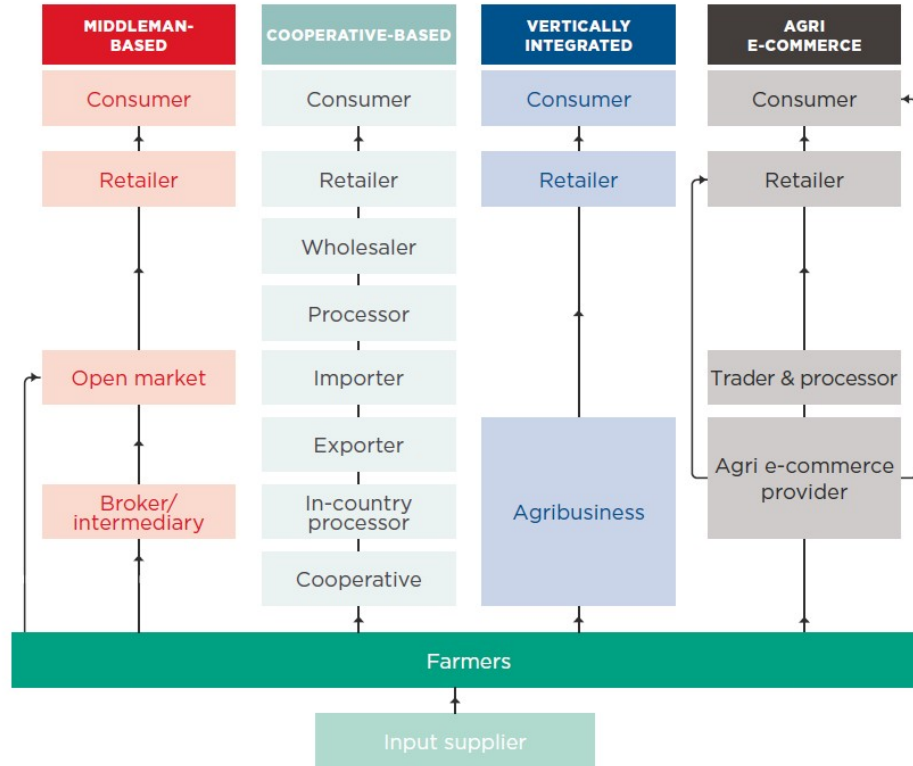 MIDDLEMAN-
BASED
Consumer
Retailer
Open market
Broker/
intermediary
COOPERATIVE-BASED
Consumer
Retailer
Wholesaler
Processor
Importer
Exporter
In-country
processor
Cooperative
VERTICALLY
INTEGRATED
Consumer
Retailer
Agribusiness
AGRI
E-COMMERCE
Consumer
Retailer
Trader & processor
Agri e-commerce
provider
Farmers
Input supplier